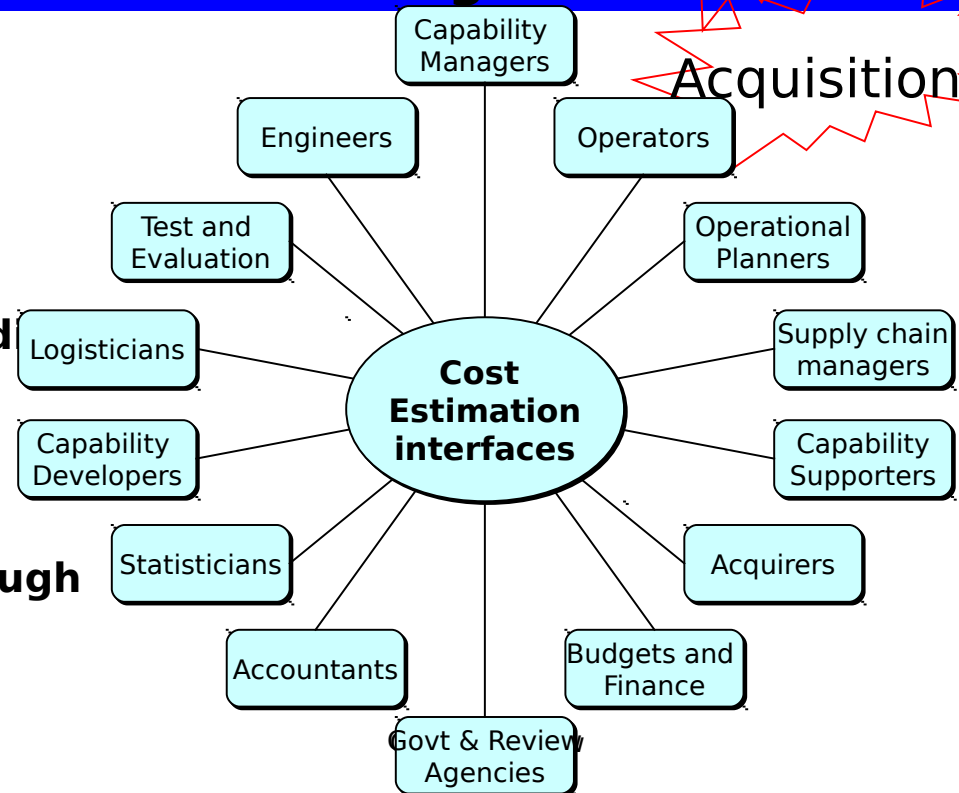 Capability
Managers
Acquisition
Engineers
Operators
Test and
Evaluation
Operational
Planners
Logisticians
Supply chain
managers
Cost
Estimation
interfaces
Capability
Developers
Capability
Supporters
Statisticians
Acquirers
ugh
Accountants
Budgets and
Finance
Govt & Review
Agencies